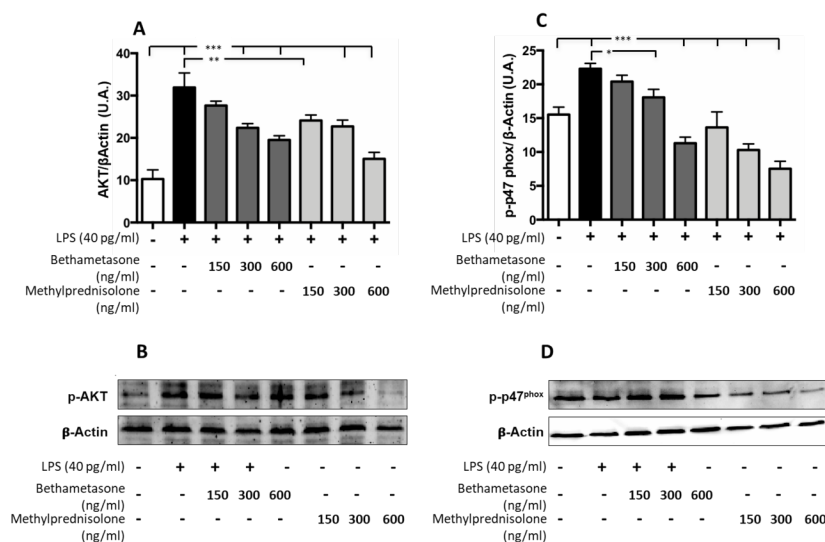 A
AKT/βActin (U.A.)
40
30
20
10
0
***
**
LPS (40 pg/ml) - + + + + + + +
Bethametasone - - 150 300 600 - - -
(ng/ml)
Methylprednisolone - - - - - 150 300 600
(ng/ml)
C
p-p47 phox/ β-Actin (U.A.)
25
20
15
10
5
0
***
*
LPS (40 pg/ml) - + + + + + + +
Bethametasone - - 150 300 600 - - -
(ng/ml)
Methylprednisolone - - - - - 150 300 600
(ng/ml)
B
p-AKT
β-Actin
LPS (40 pg/ml) - + + + - - - -
Bethametasone - - 150 300 600 - - -
(ng/ml)
Methylprednisolone - - - - - 150 300 600
(ng/ml)
D
p-p47phox
β-Actin
LPS (40 pg/ml) - + + + - - - -
Bethametasone - - 150 300 600 - - -
(ng/ml)
Methylprednisolone - - - - - 150 300 600
(ng/ml)